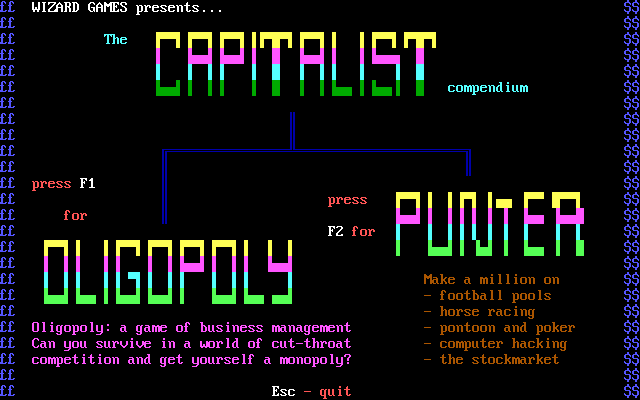 WIZARD GAMES presents...
The
CAPITALIST
compendium
press F1
for
OLIGOPOLY
Oligopoly: a game of business management
Can you survive in a world of cut-throat
competition and get yourself a monopoly?
press
F2 for
PUNTER
Make a million on
- football pools
- horse racing
- pontoon and poker
- computer hacking
- the stockmarket
Esc - quit